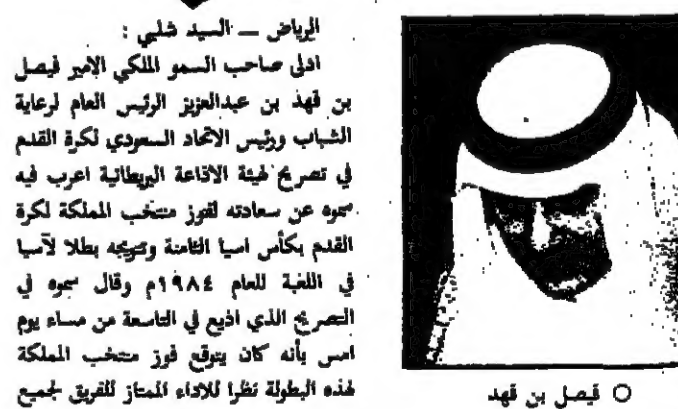 الرياض — السيد شلبي :
ادلى صاحب السمو الملكي الامير فيصل
بن فهد بن عبدالعزيز الرئيس العام لرعاية
الشباب ورئيس الاتحاد السعودي لكرة القدم
في تصريح لهيئة الاذاعة البريطانية اعرب فيه
سموه عن سعادته لفوز منتخب المملكة لكرة
القدم بكأس اسيا الثامنة وتتويجه بطلا لآسيا
في اللعبة للعام ١٩٨٤م وقال سموه في
التصريح الذي اذيع في التاسعة من مساء يوم
امس بأنه كان يتوقع فوز منتخب المملكة
لهذه البطولة نظرا للاداء الممتاز للفريق لجميع
○ فيصل بن فهد